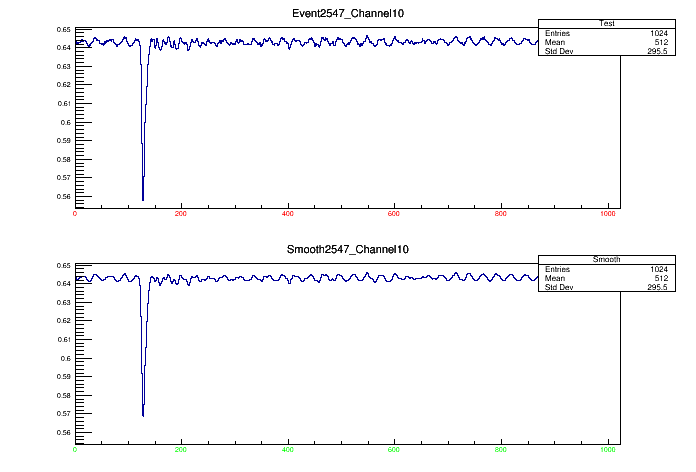 Event2547_Channel10
Test
Entries 1024
Mean 512
Std Dev 295.5
0.65
0.64
0.63
0.62
0.61
0.6
0.59
0.58
0.57
0.56
0 200 400 600 800 1000
Smooth2547_Channel10
Smooth
Entries 1024
Mean 512
Std Dev 295.5
0.65
0.64
0.63
0.62
0.61
0.6
0.59
0.58
0.57
0.56
0 200 400 600 800 1000